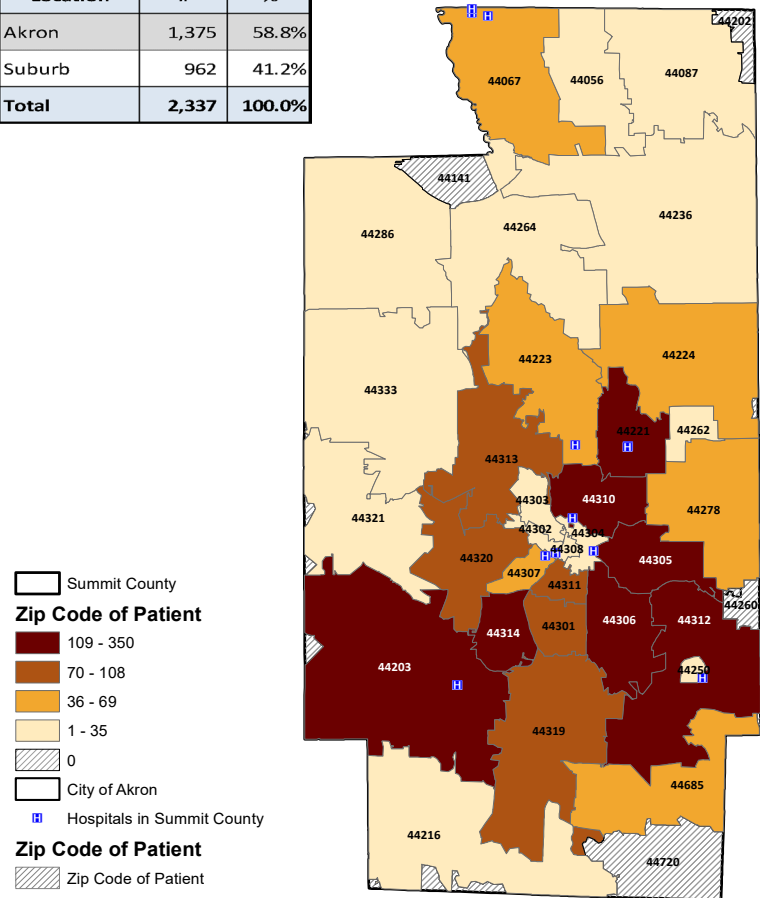 Location # %
Akron 1,375 58.8%
Suburb 962 41.2%
Total 2,337 100.0%
44202
44067
44056
44087
44141
44286
44264
44236
44223
44224
44333
44221
44262
44313
44303
44310
44278
44321
44302
44304
44308
44320
44305
44307
44311
44260
44314
44301
44306
44312
44203
44250
44319
44685
44216
44720
Summit County
Zip Code of Patient
109 - 350
70 - 108
36 - 69
1 - 35
0
City of Akron
H Hospitals in Summit County
Zip Code of Patient
Zip Code of Patient